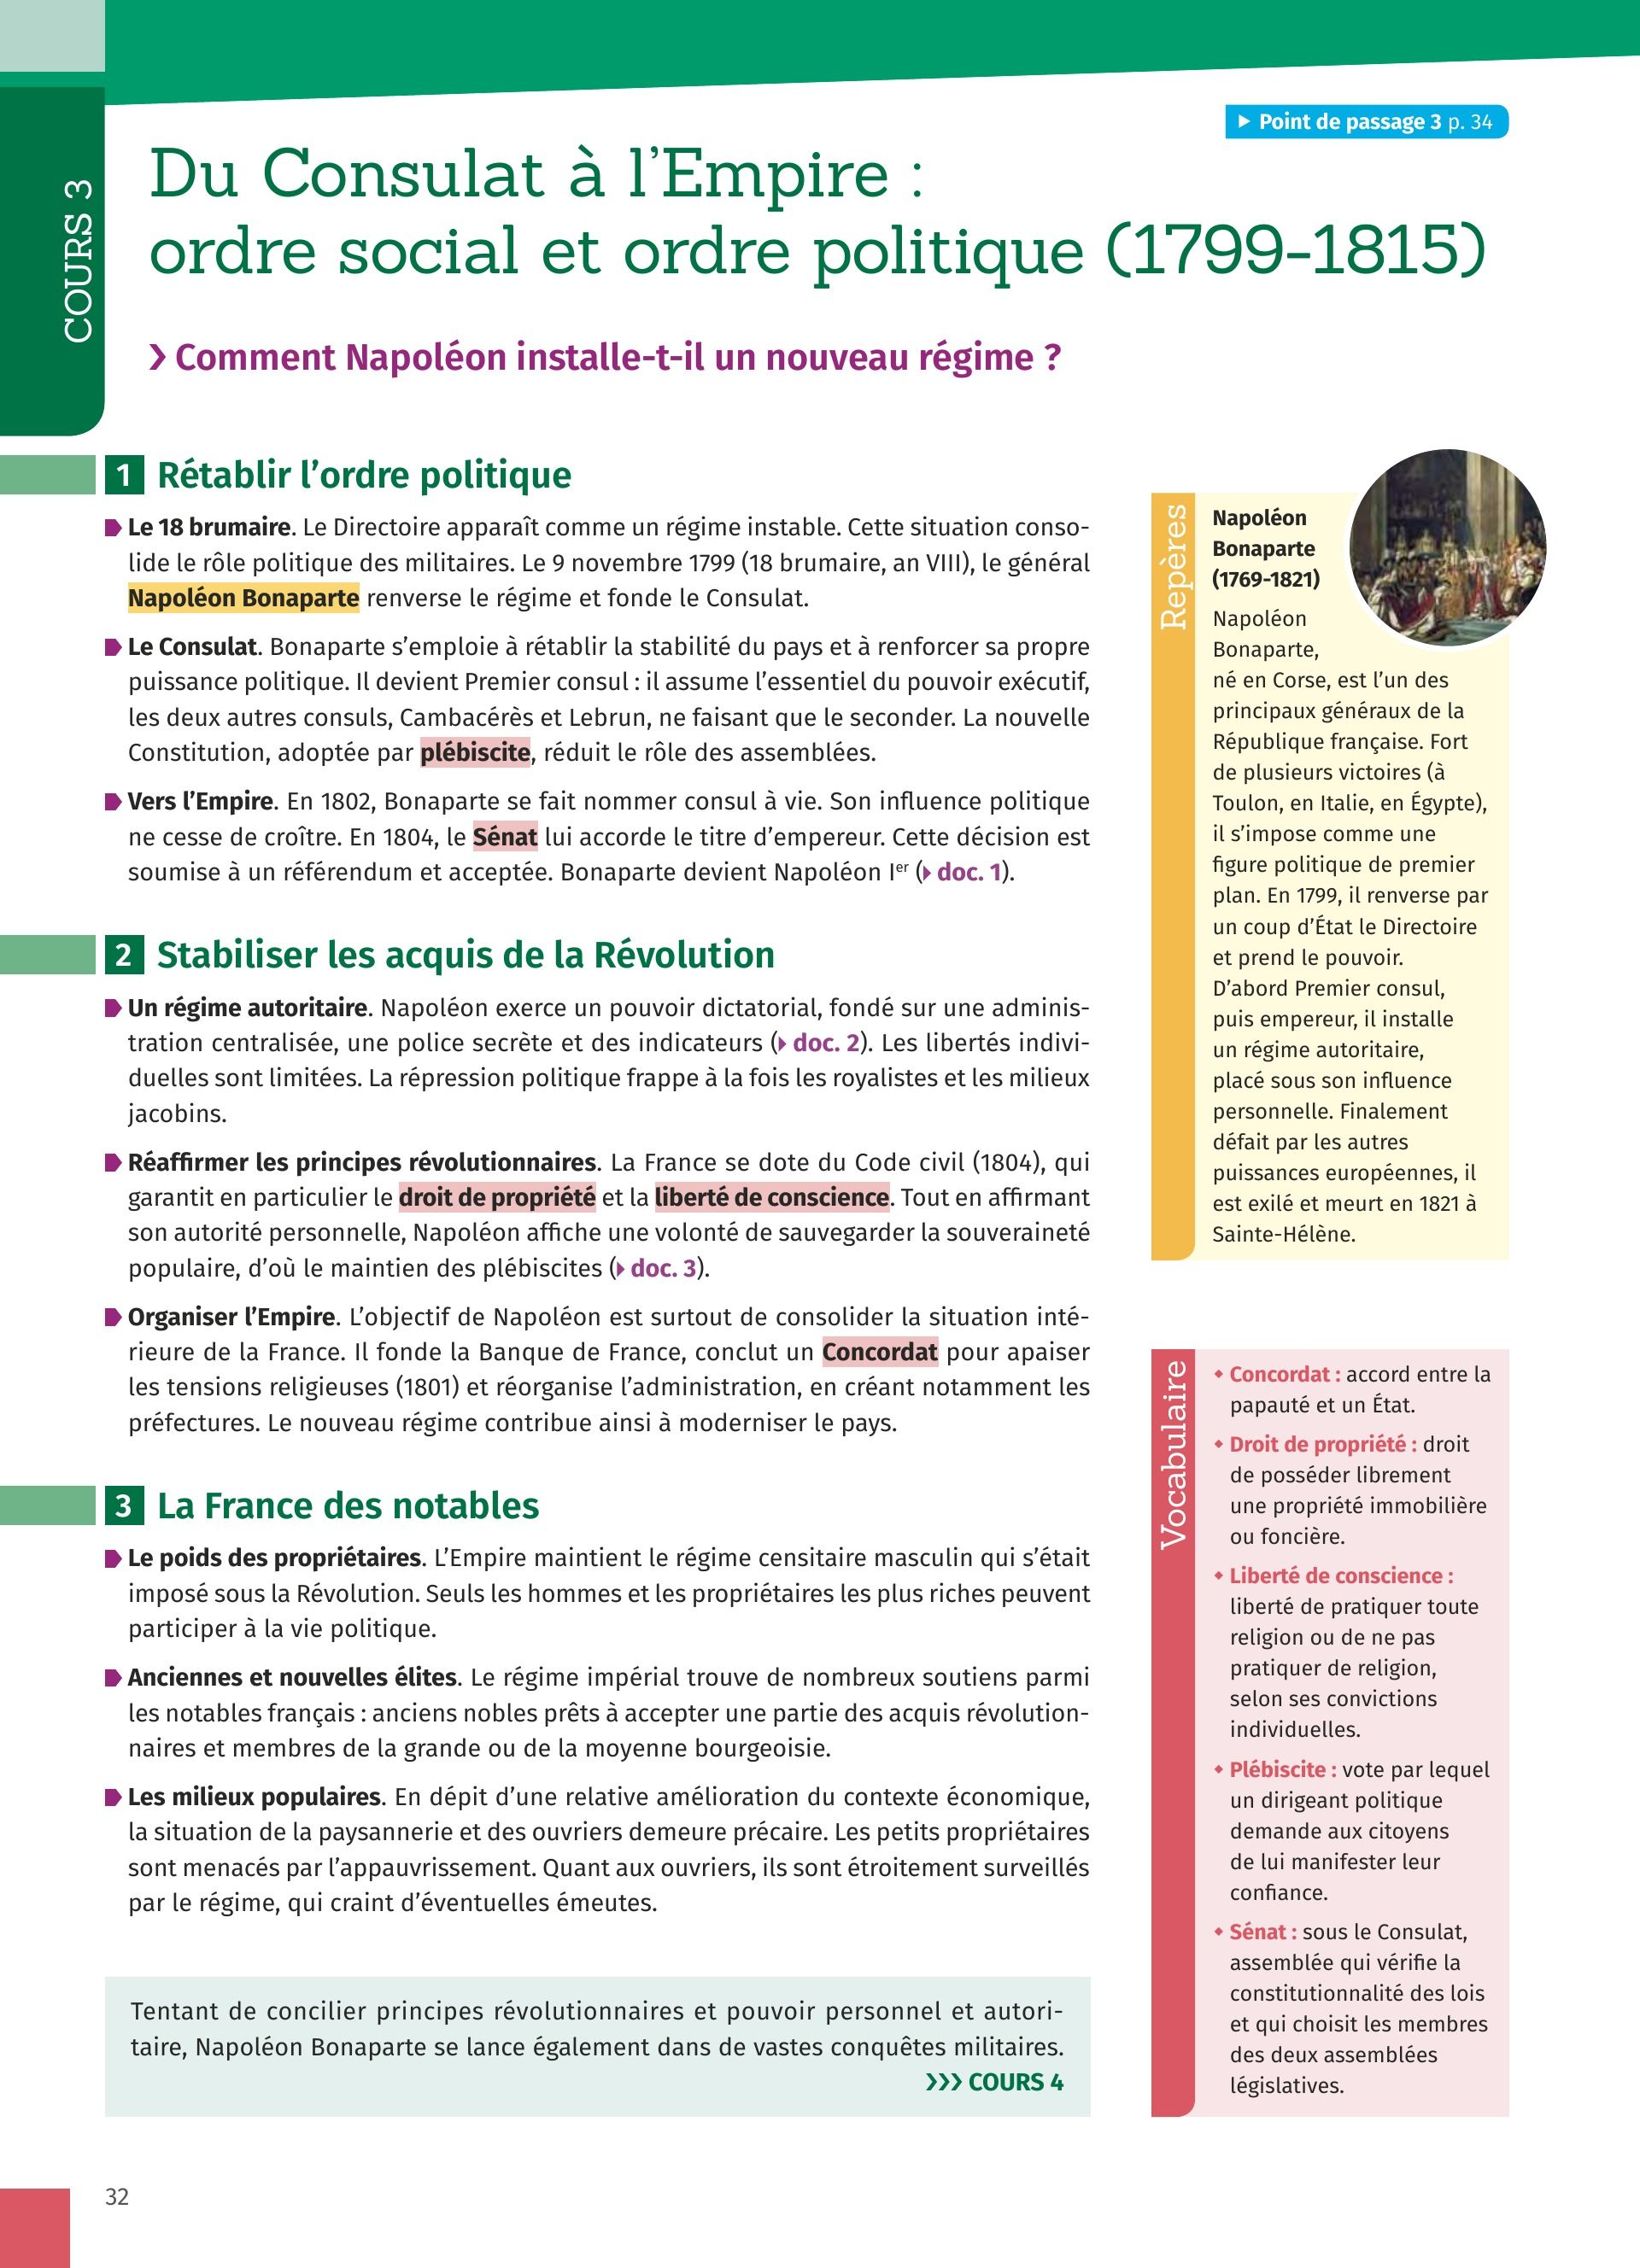 ▶ Point de passage 3 p. 34
COURS 3
Du Consulat à l’Empire :
ordre social et ordre politique (1799-1815)
❯ Comment Napoléon installe-t-il un nouveau régime ?
1 Rétablir l’ordre politique
Le 18 brumaire. Le Directoire apparaît comme un régime instable. Cette situation conso-
lide le rôle politique des militaires. Le 9 novembre 1799 (18 brumaire, an VIII), le général
Napoléon Bonaparte renverse le régime et fonde le Consulat.
Le Consulat. Bonaparte s’emploie à rétablir la stabilité du pays et à renforcer sa propre
puissance politique. Il devient Premier consul : il assume l’essentiel du pouvoir exécutif,
les deux autres consuls, Cambacérès et Lebrun, ne faisant que le seconder. La nouvelle
Constitution, adoptée par plébiscite, réduit le rôle des assemblées.
Vers l’Empire. En 1802, Bonaparte se fait nommer consul à vie. Son influence politique
ne cesse de croître. En 1804, le Sénat lui accorde le titre d’empereur. Cette décision est
soumise à un référendum et acceptée. Bonaparte devient Napoléon Ier (▸ doc. 1).
2 Stabiliser les acquis de la Révolution
Un régime autoritaire. Napoléon exerce un pouvoir dictatorial, fondé sur une adminis-
tration centralisée, une police secrète et des indicateurs (▸ doc. 2). Les libertés indivi-
duelles sont limitées. La répression politique frappe à la fois les royalistes et les milieux
jacobins.
Réaffirmer les principes révolutionnaires. La France se dote du Code civil (1804), qui
garantit en particulier le droit de propriété et la liberté de conscience. Tout en affirmant
son autorité personnelle, Napoléon affiche une volonté de sauvegarder la souveraineté
populaire, d’où le maintien des plébiscites (▸ doc. 3).
Organiser l’Empire. L’objectif de Napoléon est surtout de consolider la situation inté-
rieure de la France. Il fonde la Banque de France, conclut un Concordat pour apaiser
les tensions religieuses (1801) et réorganise l’administration, en créant notamment les
préfectures. Le nouveau régime contribue ainsi à moderniser le pays.
3 La France des notables
Le poids des propriétaires. L’Empire maintient le régime censitaire masculin qui s’était
imposé sous la Révolution. Seuls les hommes et les propriétaires les plus riches peuvent
participer à la vie politique.
Anciennes et nouvelles élites. Le régime impérial trouve de nombreux soutiens parmi
les notables français : anciens nobles prêts à accepter une partie des acquis révolution-
naires et membres de la grande ou de la moyenne bourgeoisie.
Les milieux populaires. En dépit d’une relative amélioration du contexte économique,
la situation de la paysannerie et des ouvriers demeure précaire. Les petits propriétaires
sont menacés par l’appauvrissement. Quant aux ouvriers, ils sont étroitement surveillés
par le régime, qui craint d’éventuelles émeutes.
Tentant de concilier principes révolutionnaires et pouvoir personnel et autori-
taire, Napoléon Bonaparte se lance également dans de vastes conquêtes militaires.
❯❯❯ COURS 4
Repères
Napoléon
Bonaparte
(1769-1821)
Napoléon
Bonaparte,
né en Corse, est l’un des
principaux généraux de la
République française. Fort
de plusieurs victoires (à
Toulon, en Italie, en Égypte),
il s’impose comme une
figure politique de premier
plan. En 1799, il renverse par
un coup d’État le Directoire
et prend le pouvoir.
D’abord Premier consul,
puis empereur, il installe
un régime autoritaire,
placé sous son influence
personnelle. Finalement
défait par les autres
puissances européennes, il
est exilé et meurt en 1821 à
Sainte-Hélène.
Vocabulaire
Concordat : accord entre la
papauté et un État.
Droit de propriété : droit
de posséder librement
une propriété immobilière
ou foncière.
Liberté de conscience :
liberté de pratiquer toute
religion ou de ne pas
pratiquer de religion,
selon ses convictions
individuelles.
Plébiscite : vote par lequel
un dirigeant politique
demande aux citoyens
de lui manifester leur
confiance.
Sénat : sous le Consulat,
assemblée qui vérifie la
constitutionnalité des lois
et qui choisit les membres
des deux assemblées
législatives.
32